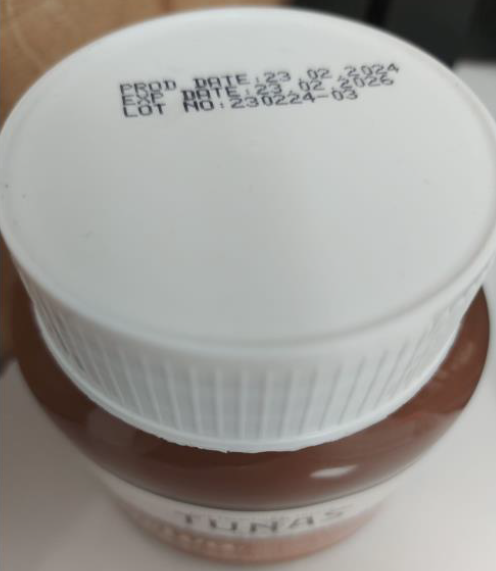 PROD DATE:23.02.2024
EXP DATE:23.02.2026
LOT NO:230224-03
TUNAS